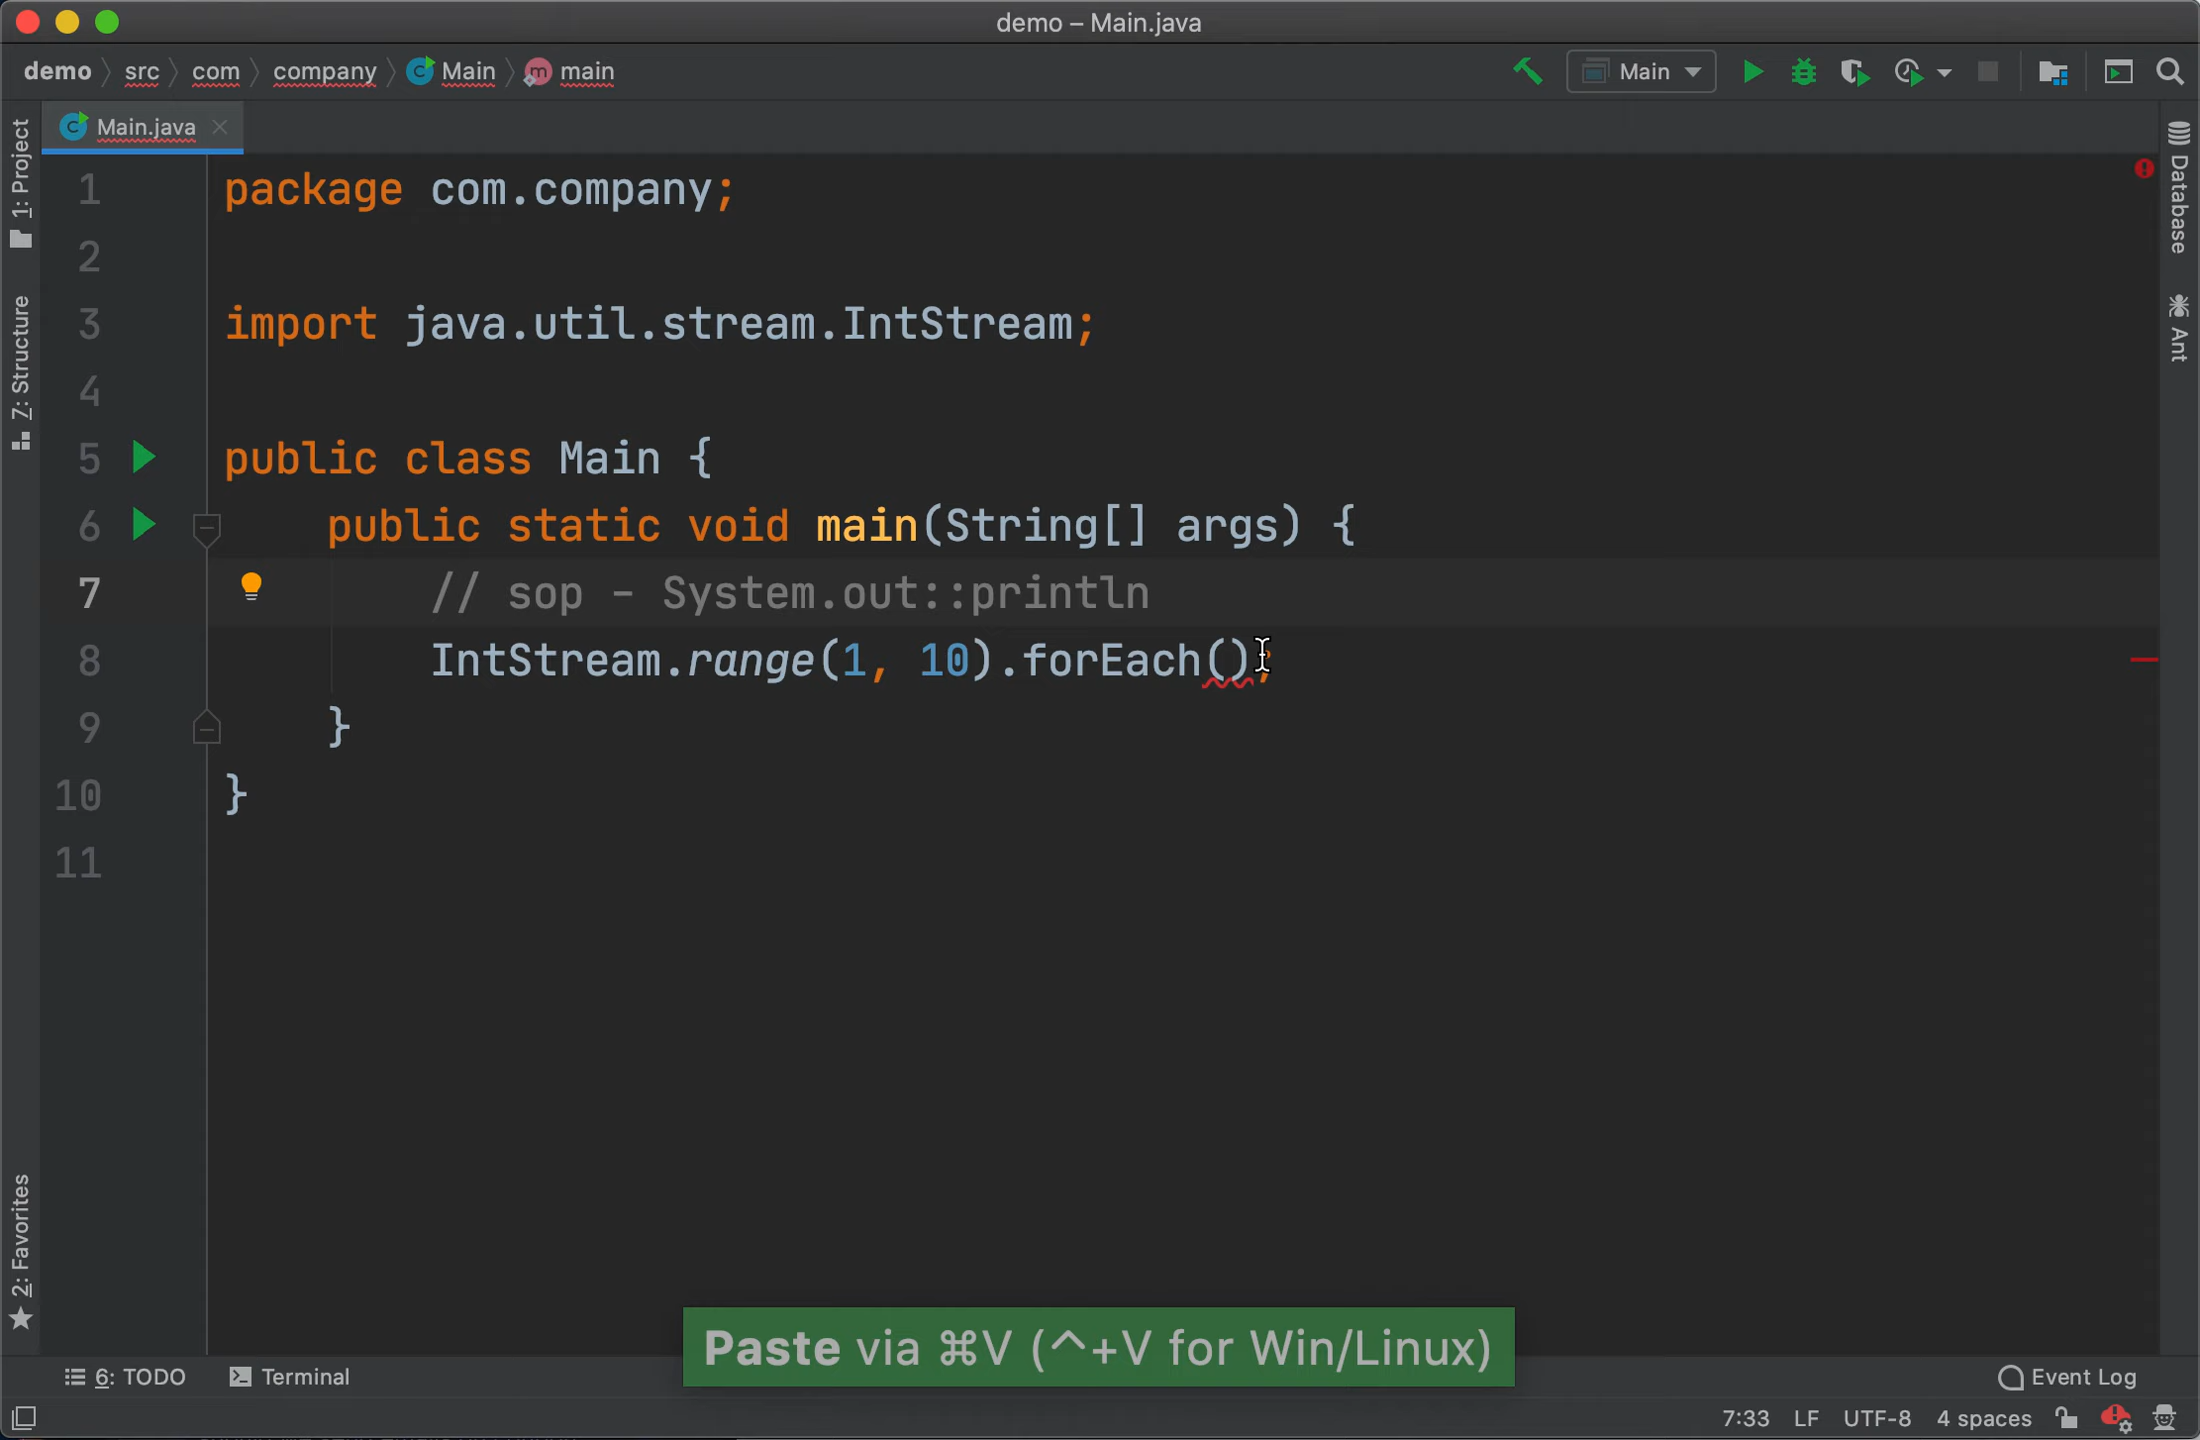 demo – Main.java
demo src com company Main main
Main
Main.java
1: Project
7: Structure
2: Favorites
Database
Ant
1 package com.company;
2
3 import java.util.stream.IntStream;
4
5 public class Main {
6 public static void main(String[] args) {
7 // sop - System.out::println
8 IntStream.range(1, 10).forEach();
9 }
10 }
11
Paste via ⌘V (^+V for Win/Linux)
6: TODO Terminal Event Log
7:33 LF UTF-8 4 spaces